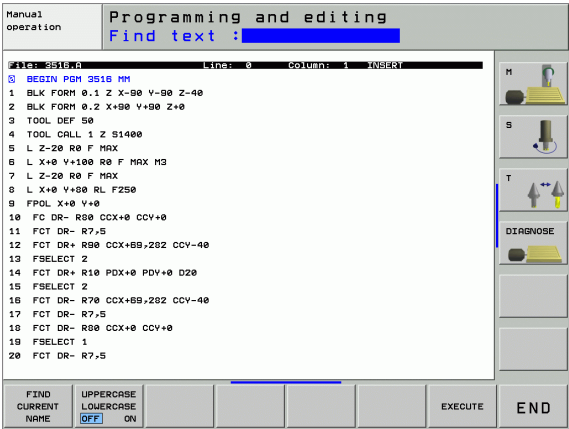 Manual
operation
Programming and editing
Find text :
File: 3516.A Line: 0 Column: 1 INSERT
0 BEGIN PGM 3516 MM
1 BLK FORM 0.1 Z X-90 Y-90 Z-40
2 BLK FORM 0.2 X+90 Y+90 Z+0
3 TOOL DEF 50
4 TOOL CALL 1 Z S1400
5 L Z-20 R0 F MAX
6 L X+0 Y+100 R0 F MAX M3
7 L Z-20 R0 F MAX
8 L X+0 Y+80 RL F250
9 FPOL X+0 Y+0
10 FC DR- R80 CCX+0 CCY+0
11 FCT DR- R7,5
12 FCT DR+ R90 CCX+69,282 CCY-40
13 FSELECT 2
14 FCT DR+ R10 PDX+0 PDY+0 D20
15 FSELECT 2
16 FCT DR- R70 CCX+69,282 CCY-40
17 FCT DR- R7,5
18 FCT DR- R80 CCX+0 CCY+0
19 FSELECT 1
20 FCT DR- R7,5
M
S
T
DIAGNOSE
FIND
CURRENT
NAME
UPPERCASE
LOWERCASE
OFF ON
EXECUTE
END